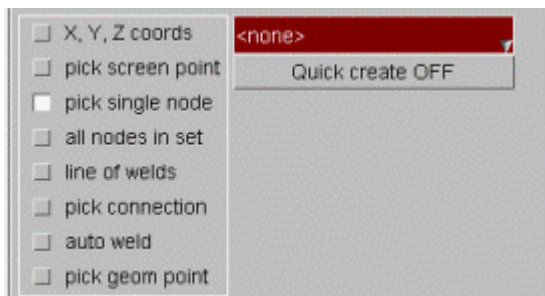 X, Y, Z coords
<none>
pick screen point
Quick create OFF
pick single node
all nodes in set
line of welds
pick connection
auto weld
pick geom point